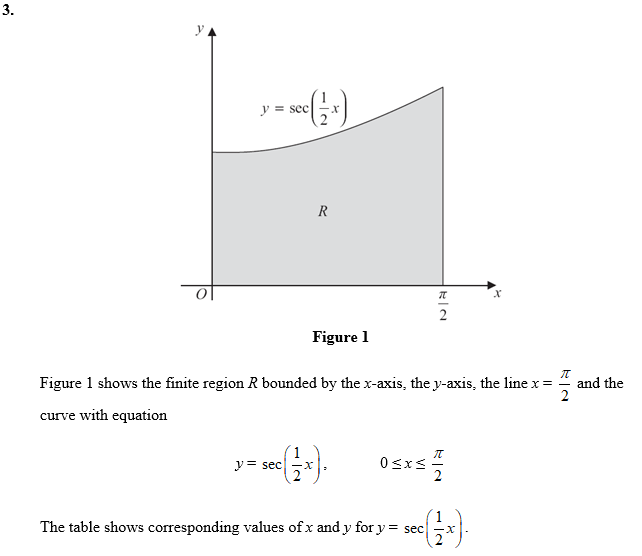 3.
y
y = sec(1/2 x)
R
O
π/2
x
Figure 1
Figure 1 shows the finite region R bounded by the x-axis, the y-axis, the line x = π/2 and the
curve with equation
y = sec(1/2 x), 0 ≤ x ≤ π/2
The table shows corresponding values of x and y for y = sec(1/2 x).